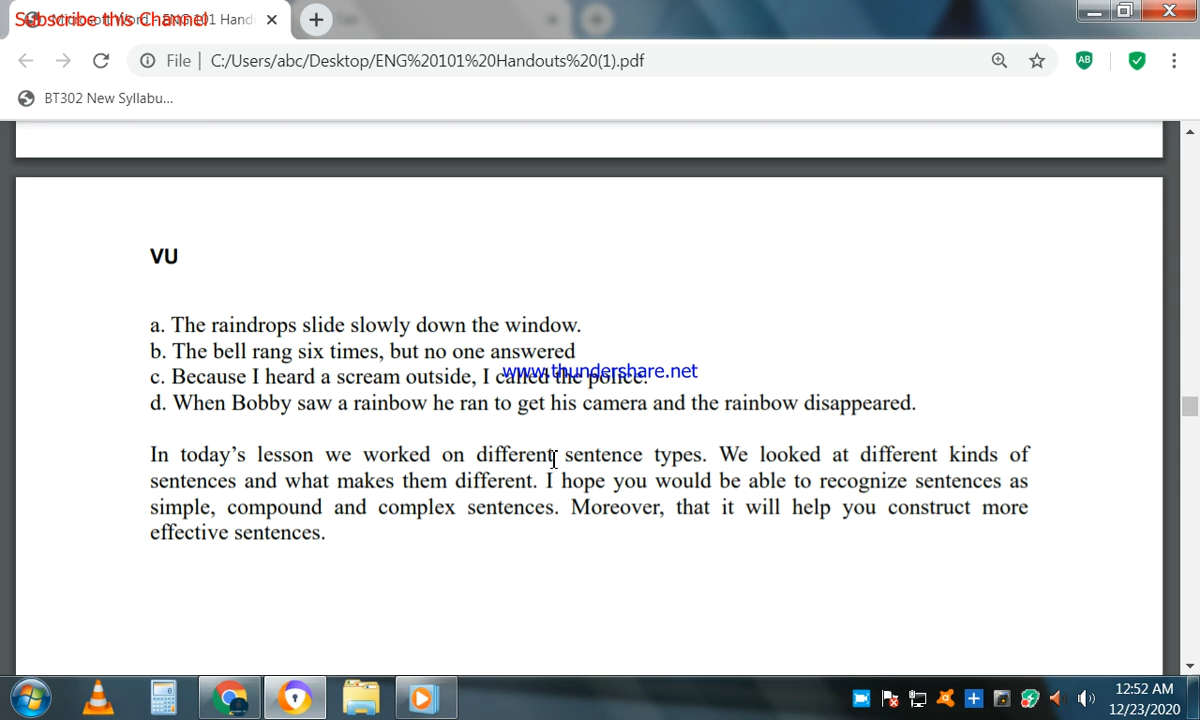 Subscribe this Channel!
File | C:/Users/abc/Desktop/ENG%20101%20Handouts%20(1).pdf
BT302 New Syllabu...
VU
a. The raindrops slide slowly down the window.
b. The bell rang six times, but no one answered
www.thundershare.net
c. Because I heard a scream outside, I called the police.
d. When Bobby saw a rainbow he ran to get his camera and the rainbow disappeared.
In today's lesson we worked on different sentence types. We looked at different kinds of
sentences and what makes them different. I hope you would be able to recognize sentences as
simple, compound and complex sentences. Moreover, that it will help you construct more
effective sentences.
12:52 AM
12/23/2020